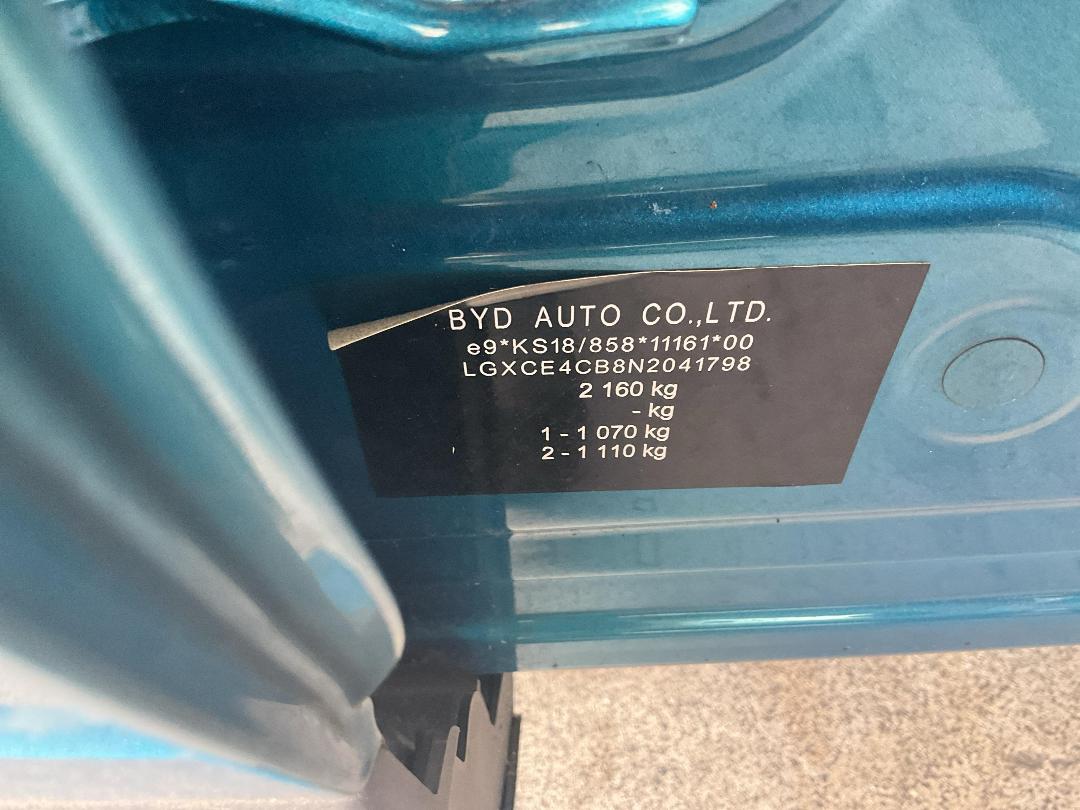 BYD AUTO CO.,LTD.
e9*KS18/858*11161*00
LGXCE4CB8N2041798
2 160 kg
- kg
1 - 1 070 kg
2 - 1 110 kg